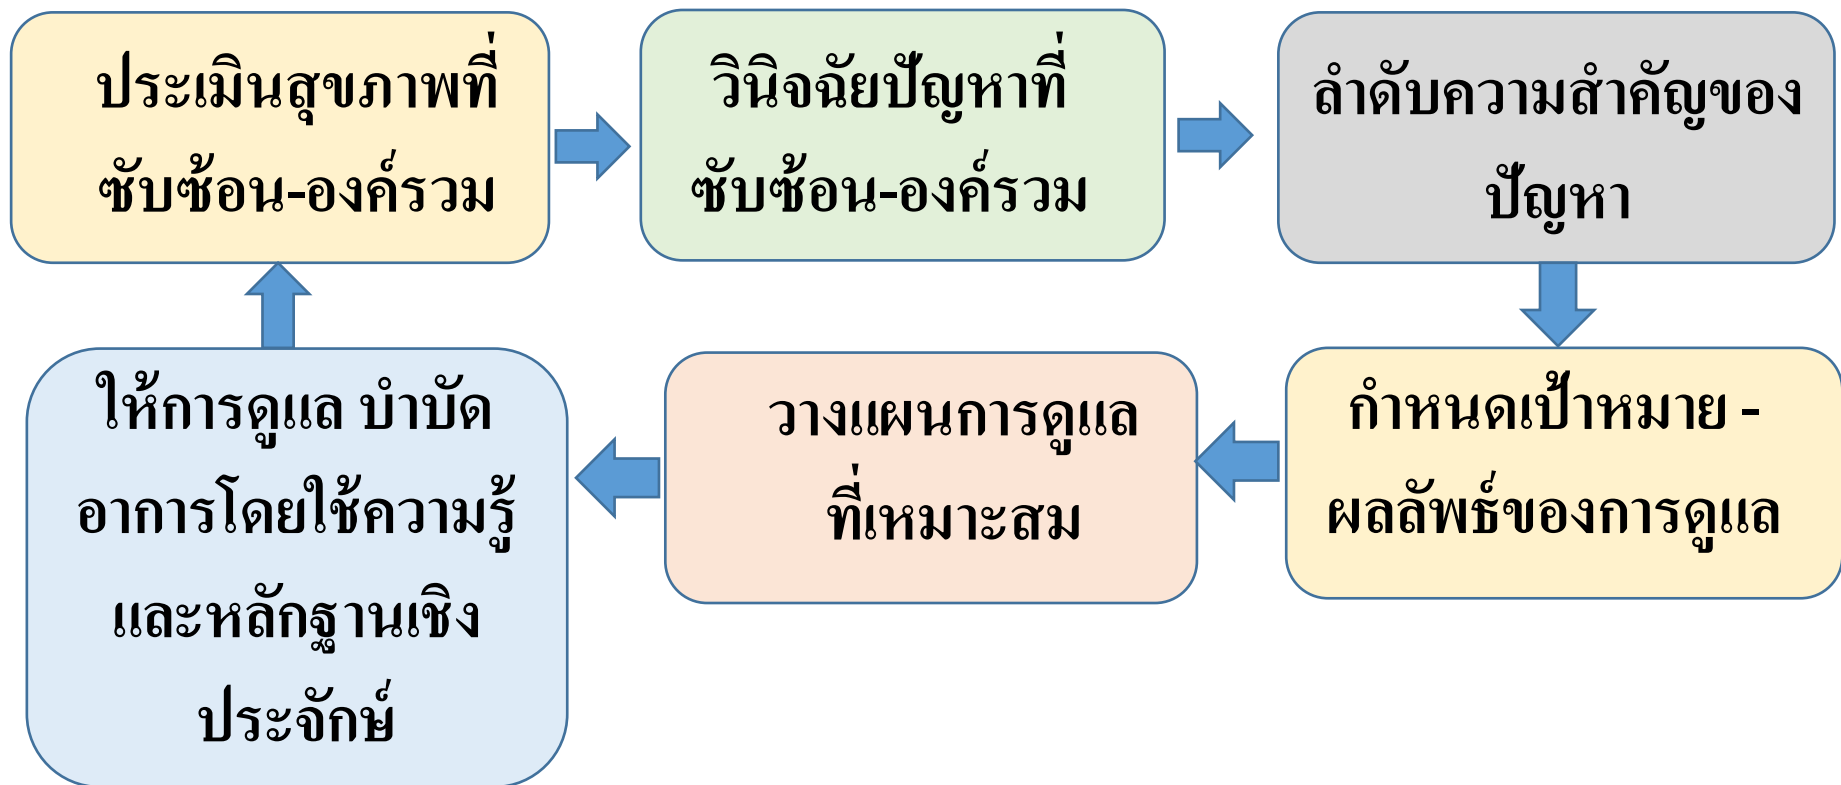 ประเมินสุขภาพที่
ซับซ้อน-องค์รวม
วินิจฉัยปัญหาที่
ซับซ้อน-องค์รวม
ลำดับความสำคัญของ
ปัญหา
กำหนดเป้าหมาย -
ผลลัพธ์ของการดูแล
วางแผนการดูแล
ที่เหมาะสม
ให้การดูแล บำบัด
อาการโดยใช้ความรู้
และหลักฐานเชิง
ประจักษ์